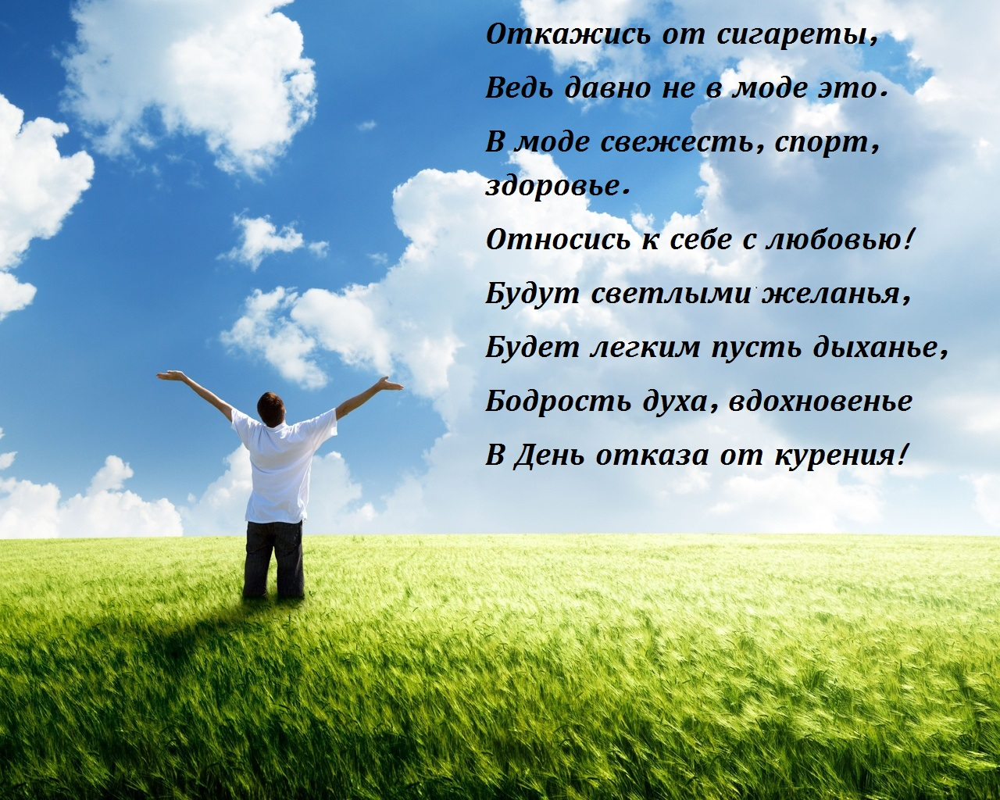 Откажись от сигареты,
Ведь давно не в моде это.
В моде свежесть, спорт,
здоровье.
Относись к себе с любовью!
Будут светлыми желанья,
Будет легким пусть дыханье,
Бодрость духа, вдохновенье
В День отказа от курения!